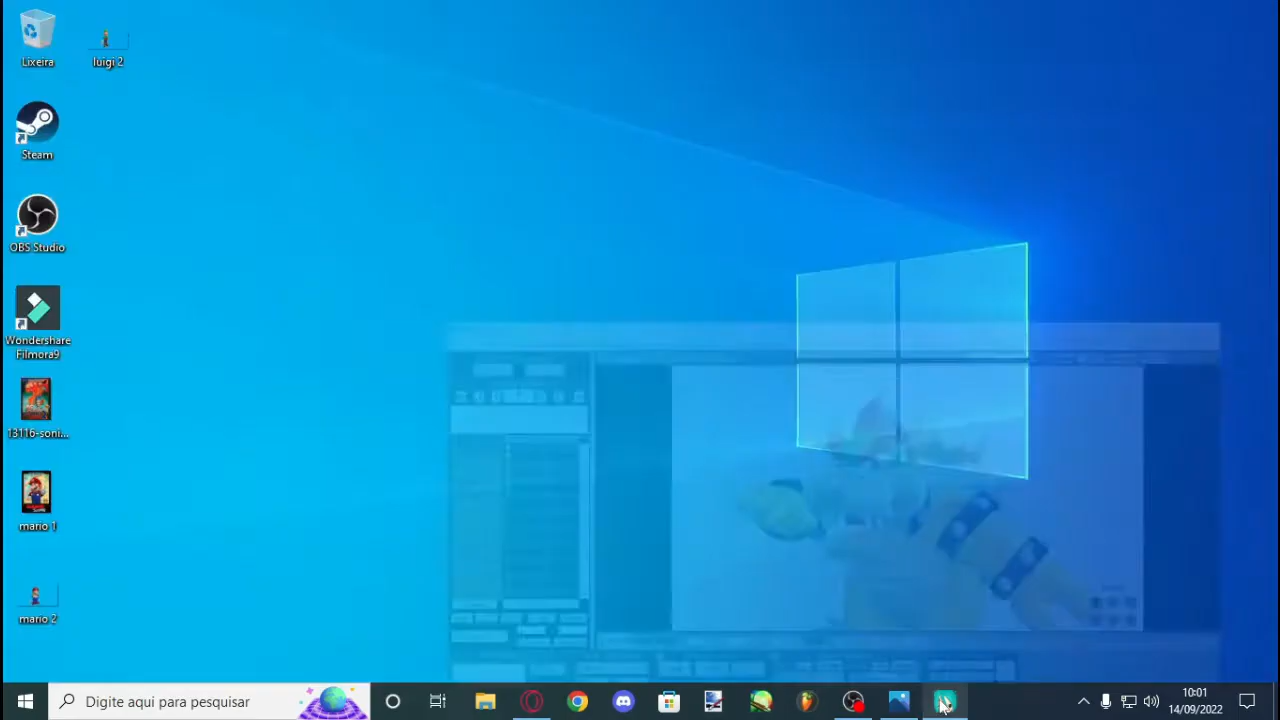 Lixeira
luigi 2
Steam
OBS Studio
Wondershare
Filmora9
13116-soni...
mario 1
mario 2
Digite aqui para pesquisar
10:01
14/09/2022